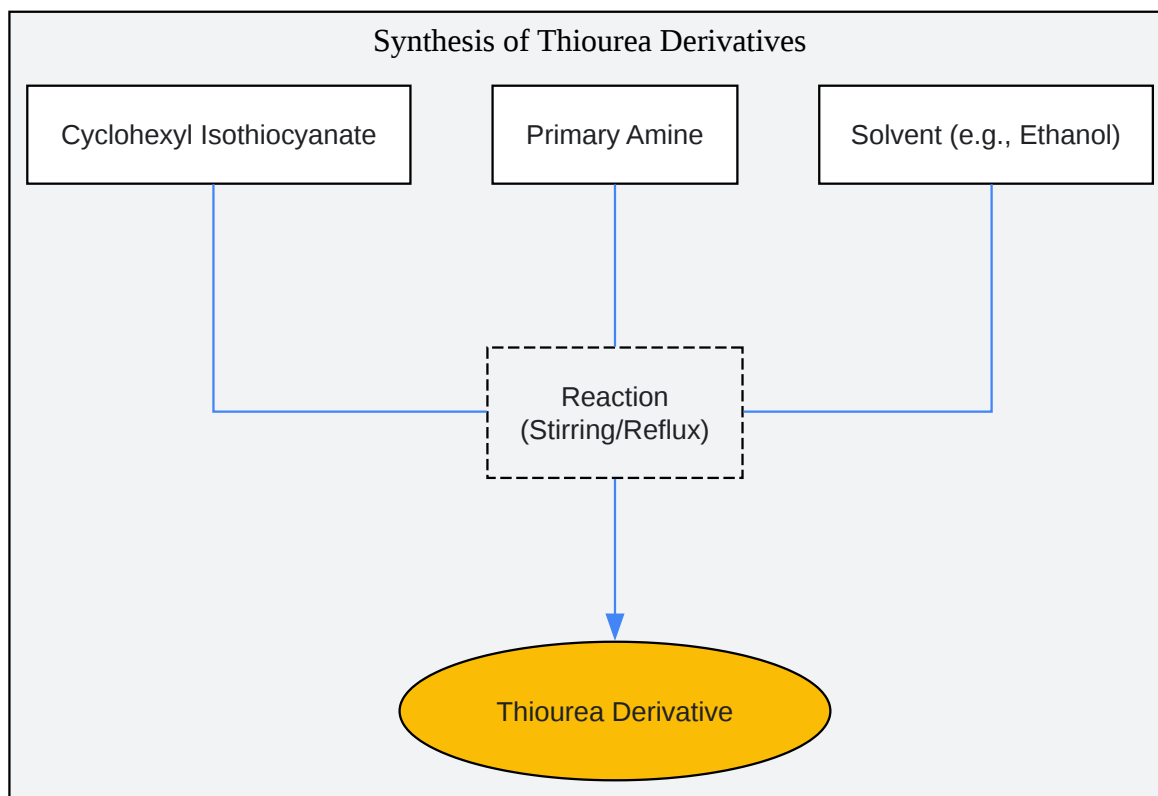 Synthesis of Thiourea Derivatives
Cyclohexyl Isothiocyanate
Primary Amine
Solvent (e.g., Ethanol)
Reaction
(Stirring/Reflux)
Thiourea Derivative